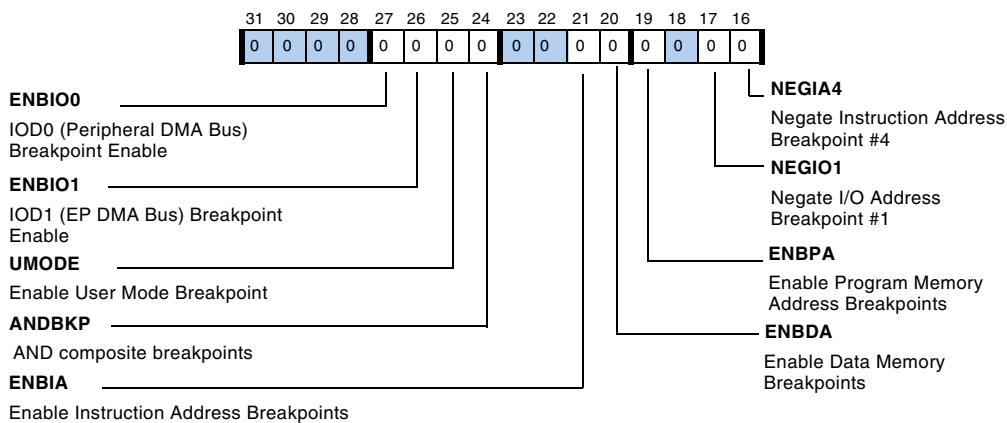 31 30 29 28 27 26 25 24 23 22 21 20 19 18 17 16
0 0 0 0 0 0 0 0 0 0 0 0 0 0 0 0
ENBIO0
IOD0 (Peripheral DMA Bus)
Breakpoint Enable
ENBIO1
IOD1 (EP DMA Bus) Breakpoint
Enable
UMODE
Enable User Mode Breakpoint
ANDBKP
AND composite breakpoints
ENBIA
Enable Instruction Address Breakpoints
NEGIA4
Negate Instruction Address
Breakpoint #4
NEGIO1
Negate I/O Address
Breakpoint #1
ENBPA
Enable Program Memory
Address Breakpoints
ENBDA
Enable Data Memory
Breakpoints